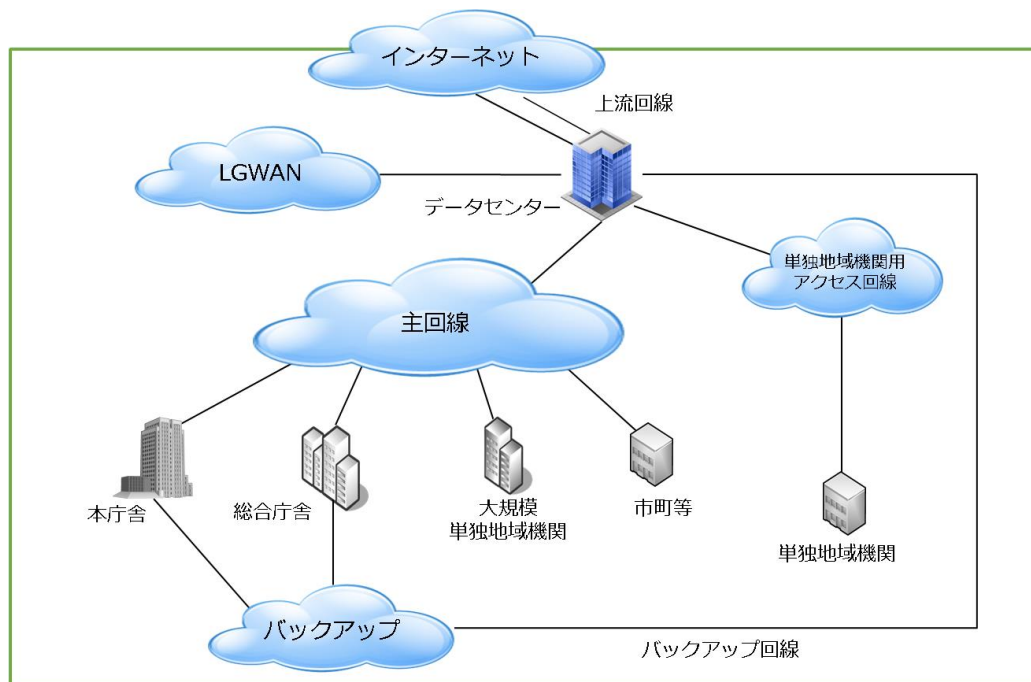 インターネット
上流回線
LGWAN
データセンター
単独地域機関用
アクセス回線
主回線
本庁舎
総合庁舎
大規模
単独地域機関
市町等
単独地域機関
バックアップ
バックアップ回線